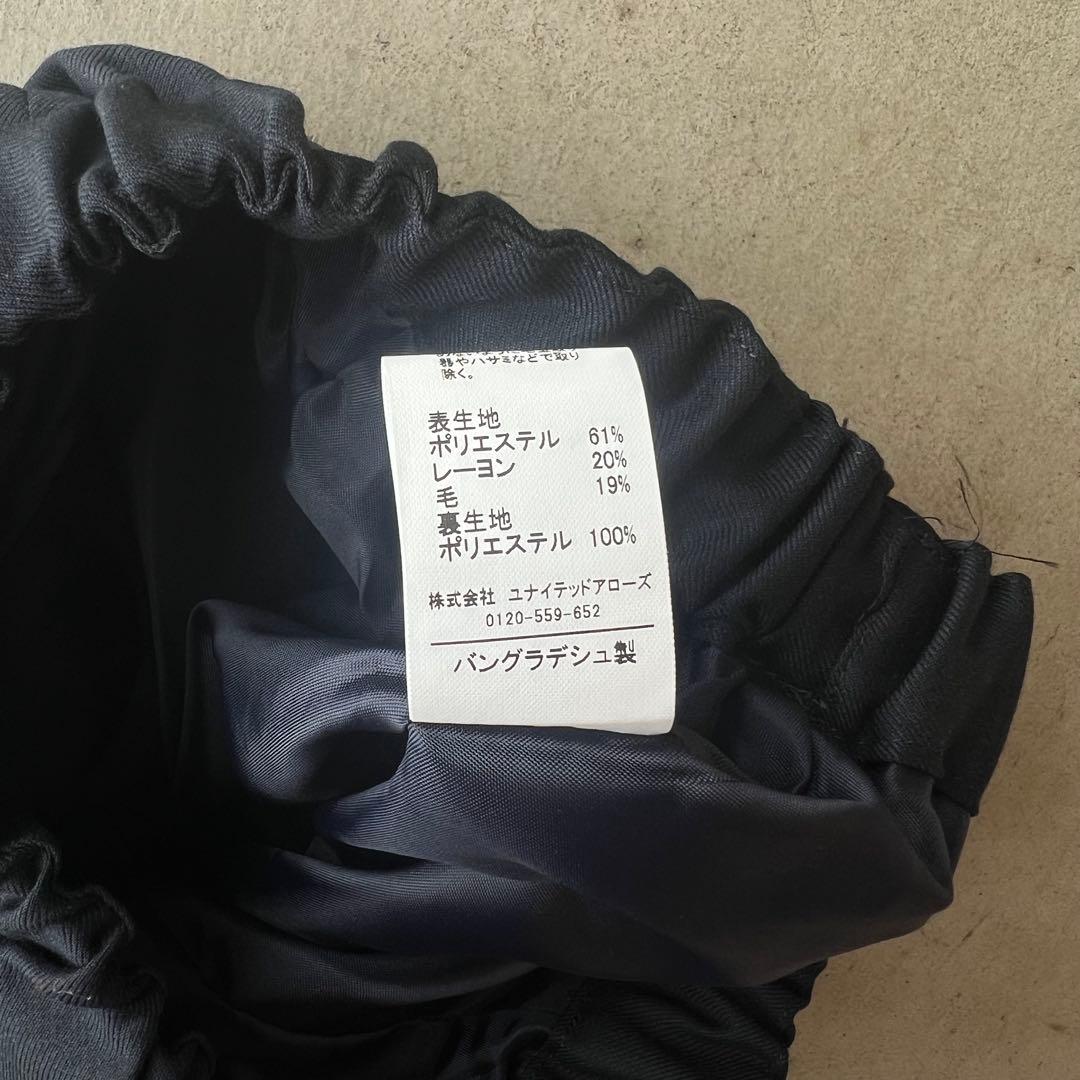 器やハサミなどで取り
除く。
表生地
ポリエステル 61%
レーヨン 20%
毛 19%
裏生地
ポリエステル 100%
株式会社 ユナイテッドアローズ
0120-559-652
バングラデシュ製